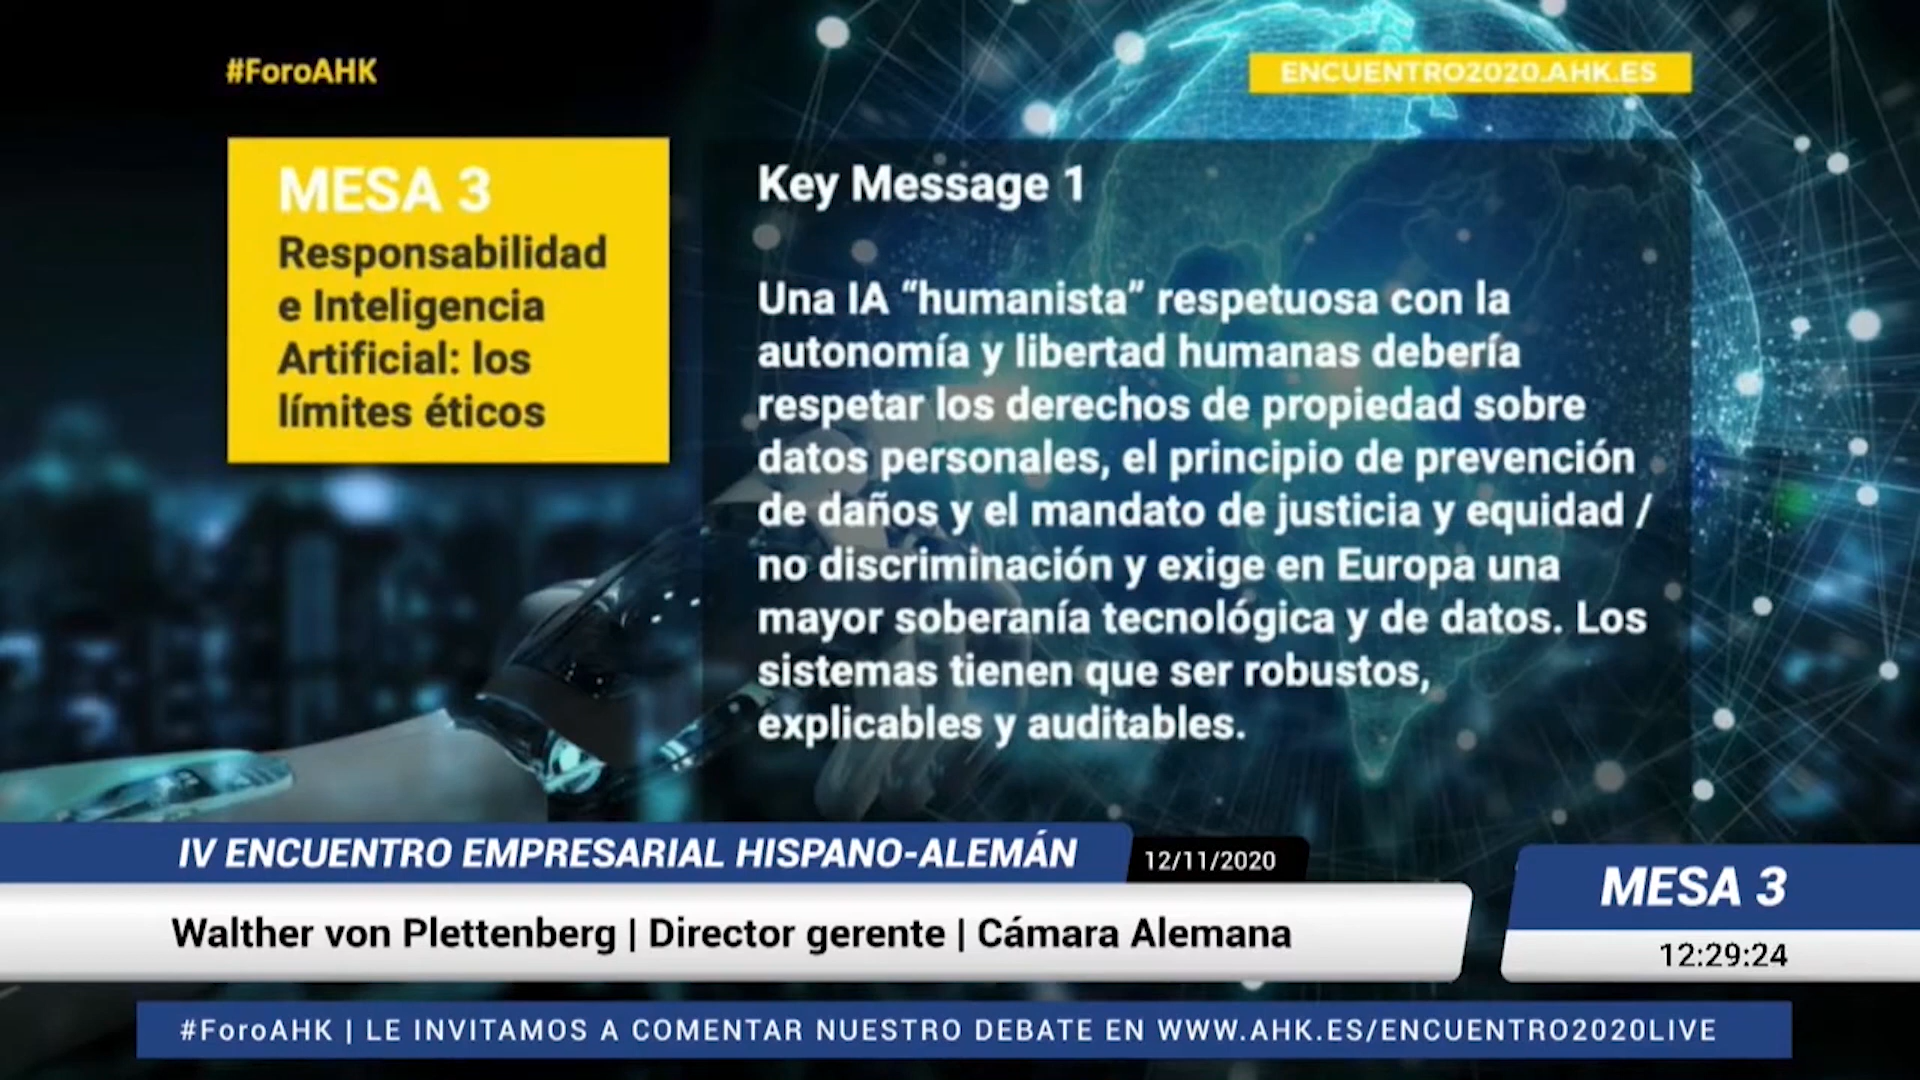 #ForoAHK
ENCUENTRO2020.AHK.ES
MESA 3
Responsabilidad
e Inteligencia
Artificial: los
límites éticos
Key Message 1
Una IA “humanista” respetuosa con la
autonomía y libertad humanas debería
respetar los derechos de propiedad sobre
datos personales, el principio de prevención
de daños y el mandato de justicia y equidad /
no discriminación y exige en Europa una
mayor soberanía tecnológica y de datos. Los
sistemas tienen que ser robustos,
explicables y auditables.
IV ENCUENTRO EMPRESARIAL HISPANO-ALEMÁN
12/11/2020
Walther von Plettenberg | Director gerente | Cámara Alemana
MESA 3
12:29:24
#ForoAHK | LE INVITAMOS A COMENTAR NUESTRO DEBATE EN WWW.AHK.ES/ENCUENTRO2020LIVE